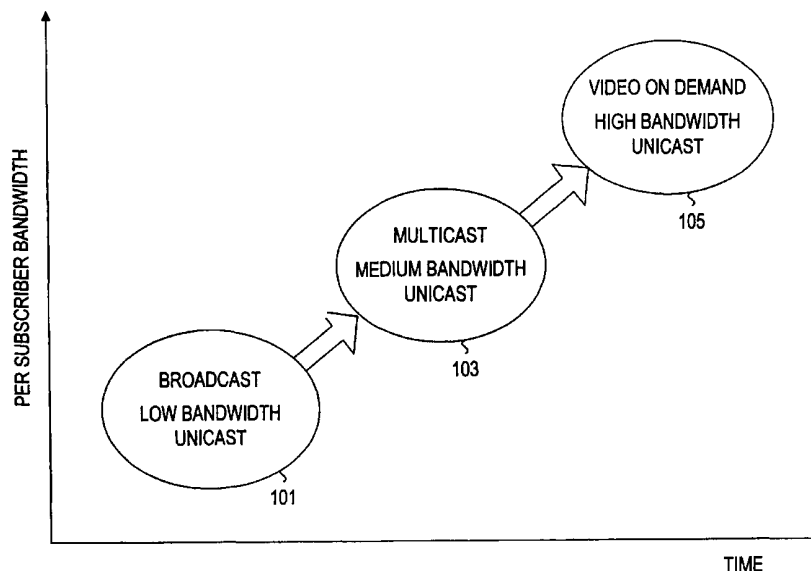 VIDEO ON DEMAND
HIGH BANDWIDTH
UNICAST
105
MULTICAST
MEDIUM BANDWIDTH
UNICAST
103
BROADCAST
LOW BANDWIDTH
UNICAST
101
PER SUBSCRIBER BANDWIDTH
TIME